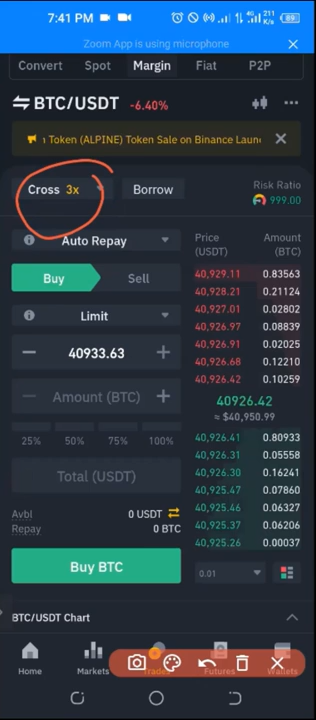 7:41 PM
211 K/s
89
Zoom App is using microphone
Convert Spot Margin Fiat P2P
BTC/USDT -6.40%
n Token (ALPINE) Token Sale on Binance Laun
Cross 3x Borrow Risk Ratio
999.00
Auto Repay
Buy Sell
Limit
40933.63
Amount (BTC)
25% 50% 75% 100%
Total (USDT)
Avbl 0 USDT
Repay 0 BTC
Buy BTC
Price Amount
(USDT) (BTC)
40,929.11 0.83563
40,928.21 0.21124
40,927.01 0.02802
40,926.97 0.08839
40,926.91 0.02025
40,926.68 0.12210
40,926.42 0.10259
40926.42
≈ $40,950.99
40,926.41 0.80933
40,926.31 0.05558
40,926.30 0.16241
40,925.47 0.07860
40,925.46 0.06327
40,925.37 0.06206
40,925.26 0.00037
0.01
BTC/USDT Chart
Home Markets Trades Futures Wallets